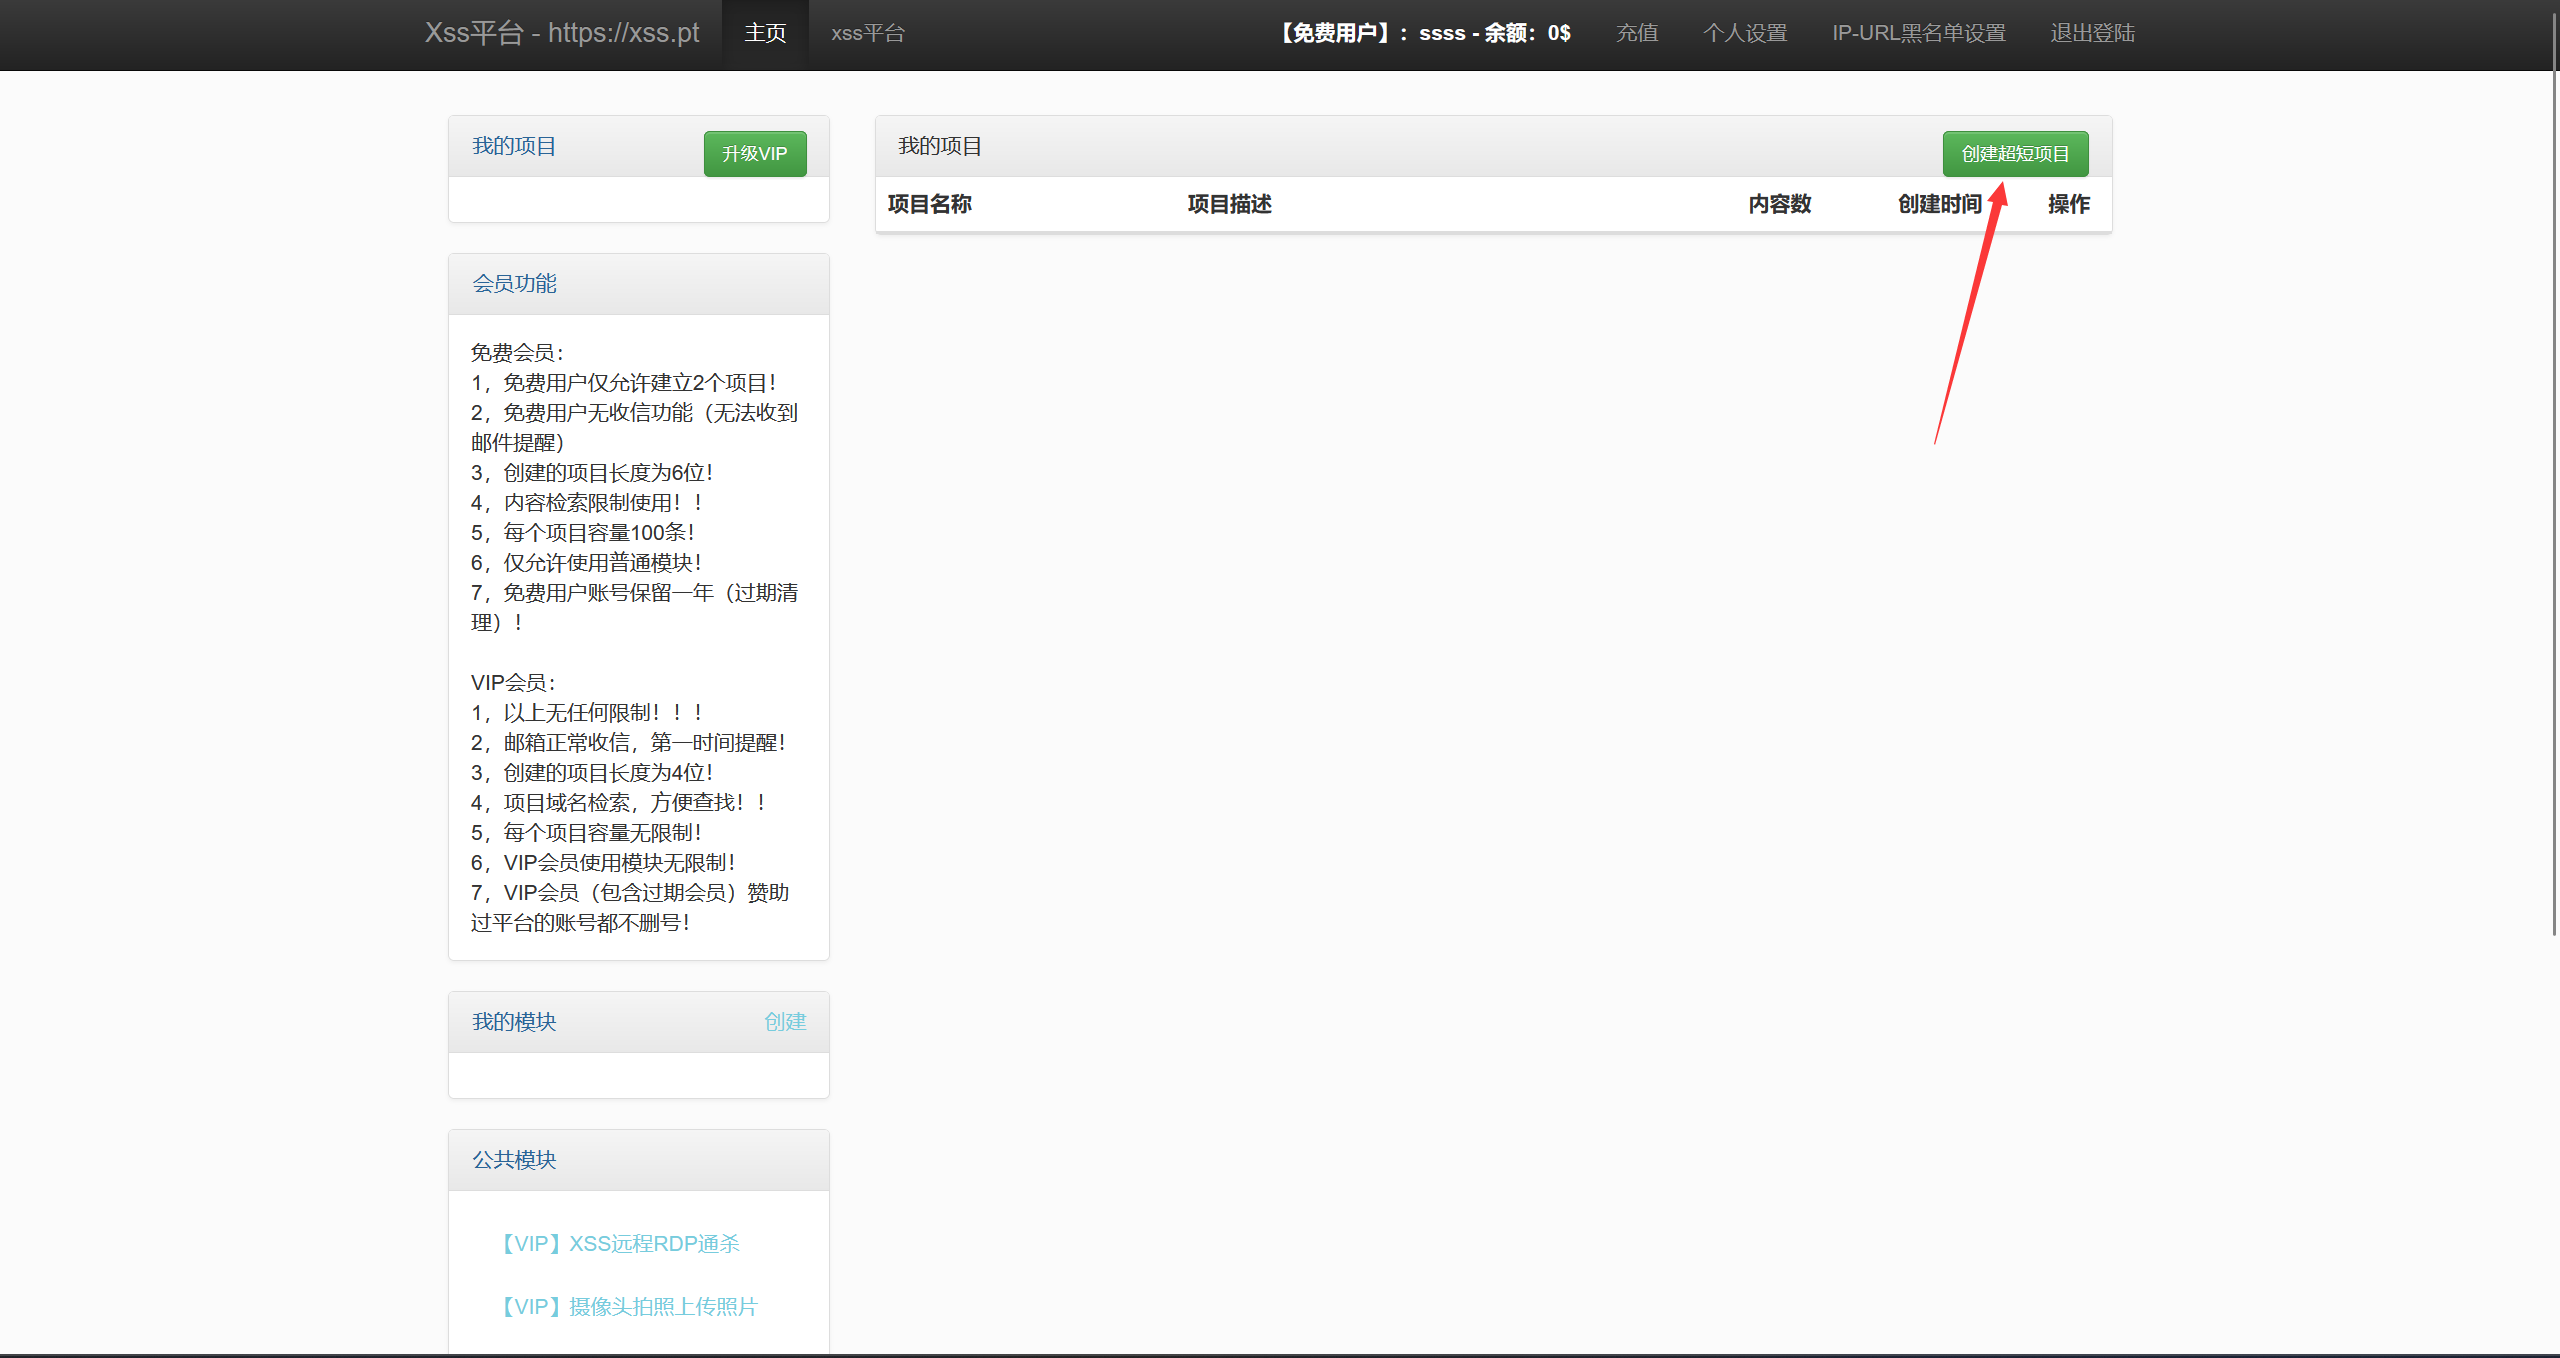 Xss平台 - https://xss.pt
主页
xss平台
【免费用户】：ssss - 余额：0$
充值
个人设置
IP-URL黑名单设置
退出登陆
我的项目
升级VIP
会员功能
免费会员：
1，免费用户仅允许建立2个项目！
2，免费用户无收信功能（无法收到
邮件提醒）
3，创建的项目长度为6位！
4，内容检索限制使用！！
5，每个项目容量100条！
6，仅允许使用普通模块！
7，免费用户账号保留一年（过期清
理）！
VIP会员：
1，以上无任何限制！！！
2，邮箱正常收信，第一时间提醒！
3，创建的项目长度为4位！
4，项目域名检索，方便查找！！
5，每个项目容量无限制！
6，VIP会员使用模块无限制！
7，VIP会员（包含过期会员）赞助
过平台的账号都不删号！
我的模块
创建
公共模块
【VIP】XSS远程RDP通杀
【VIP】摄像头拍照上传照片
我的项目
创建超短项目
项目名称
项目描述
内容数
创建时间
操作